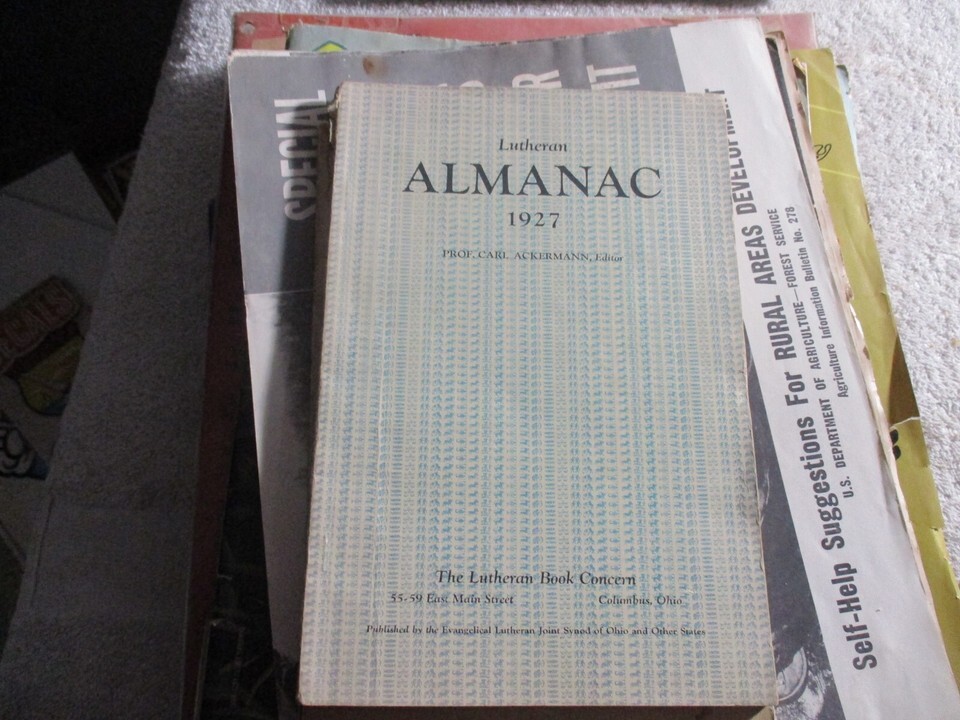 Lutheran
ALMANAC
1927
PROF. CARL ACKERMANN, Editor
The Lutheran Book Concern
55-59 East Main Street Columbus, Ohio
Published by the Evangelical Lutheran Joint Synod of Ohio and Other States
SPECIAL
Self-Help Suggestions For RURAL AREAS DEVELOPMENT
U.S. DEPARTMENT OF AGRICULTURE—FOREST SERVICE
Agriculture Information Bulletin No. 278